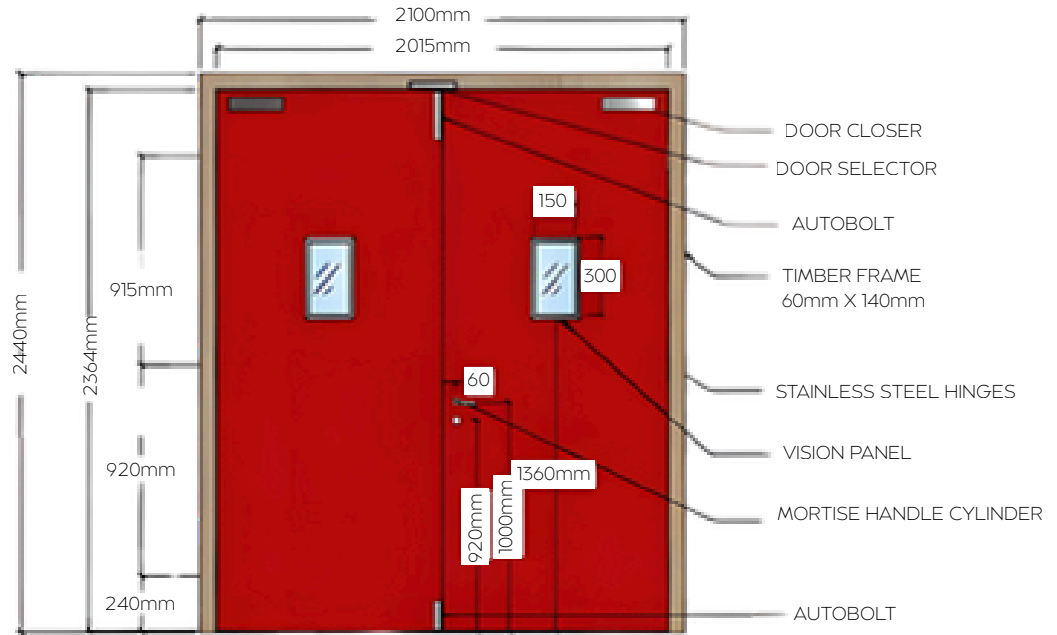 2100mm
2015mm
DOOR CLOSER
DOOR SELECTOR
150
AUTOBOLT
300
TIMBER FRAME
60mm X 140mm
915mm
2440mm
2364mm
60
STAINLESS STEEL HINGES
VISION PANEL
920mm
1360mm
1000mm
920mm
MORTISE HANDLE CYLINDER
240mm
AUTOBOLT